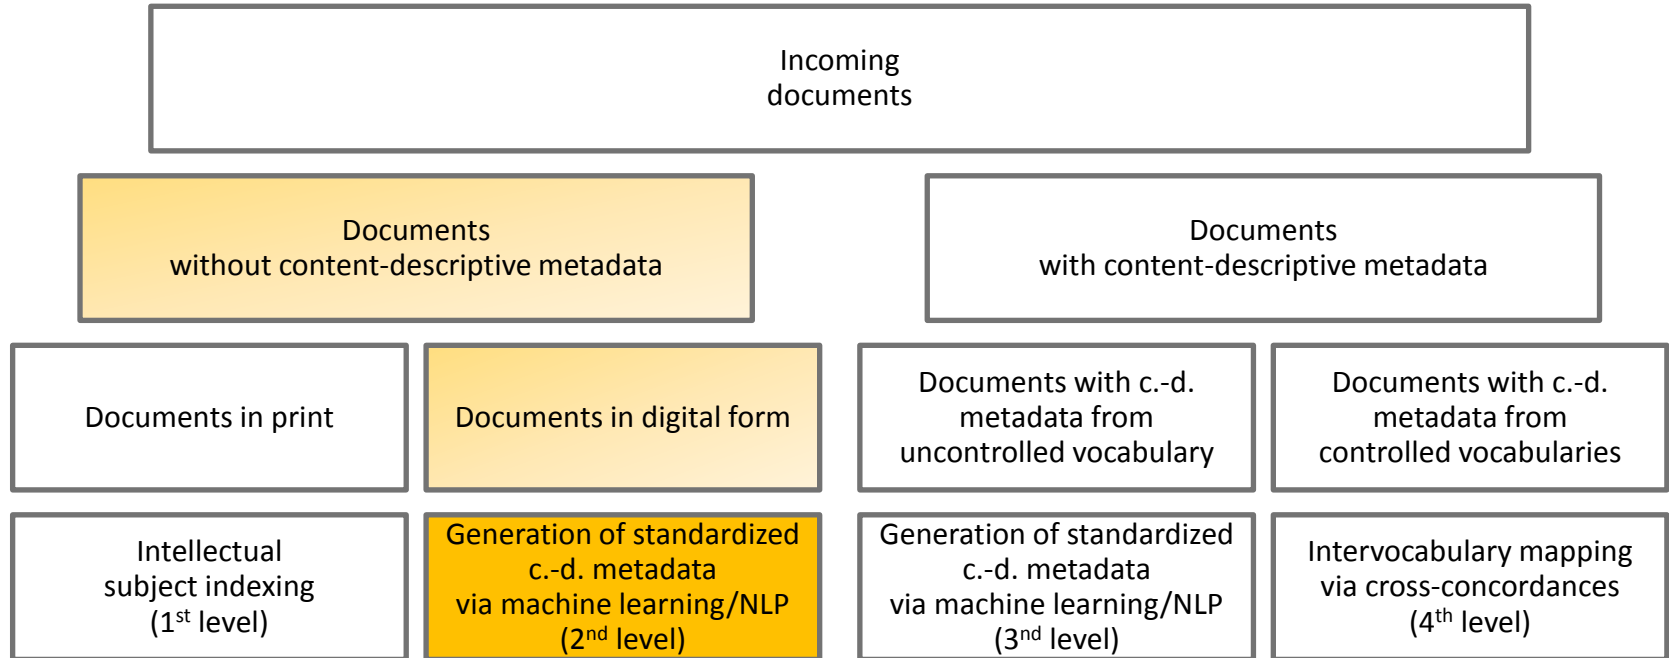 Incoming
documents
Documents
without content-descriptive metadata
Documents
with content-descriptive metadata
Documents in print
Documents in digital form
Documents with c.-d.
metadata from
uncontrolled vocabulary
Documents with c.-d.
metadata from
controlled vocabularies
Intellectual
subject indexing
(1st level)
Generation of standardized
c.-d. metadata
via machine learning/NLP
(2nd level)
Generation of standardized
c.-d. metadata
via machine learning/NLP
(3nd level)
Intervocabulary mapping
via cross-concordances
(4th level)